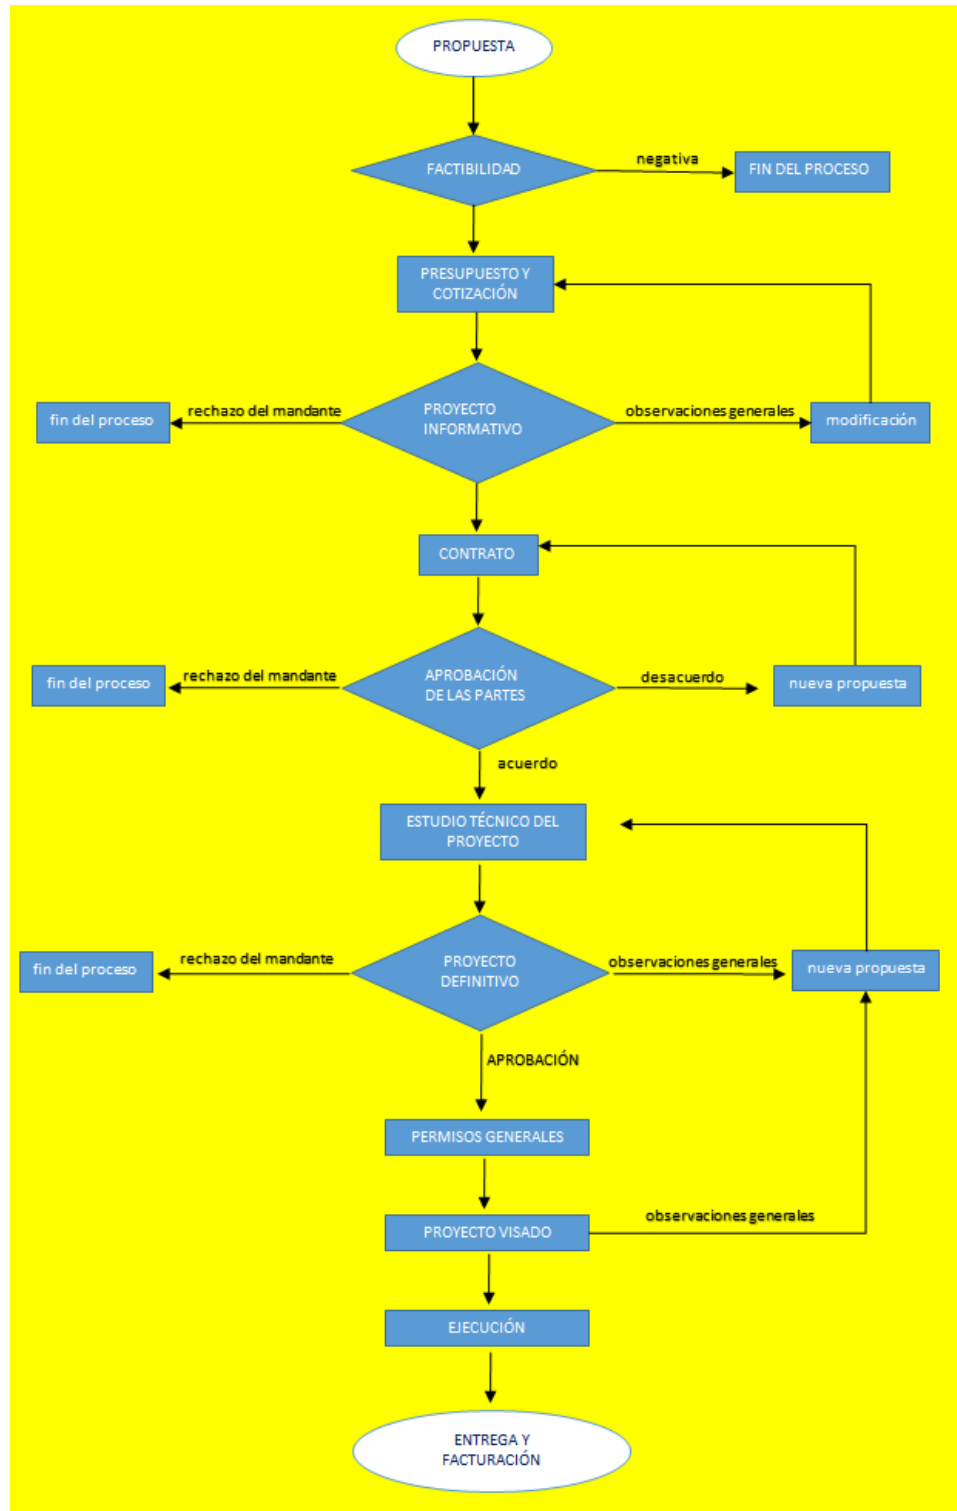 PROPUESTA
FACTIBILIDAD
negativa
FIN DEL PROCESO
PRESUPUESTO Y
COTIZACIÓN
fin del proceso
rechazo del mandante
PROYECTO
INFORMATIVO
observaciones generales
modificación
CONTRATO
fin del proceso
rechazo del mandante
APROBACIÓN
DE LAS PARTES
desacuerdo
nueva propuesta
acuerdo
ESTUDIO TÉCNICO DEL
PROYECTO
fin del proceso
rechazo del mandante
PROYECTO
DEFINITIVO
observaciones generales
nueva propuesta
APROBACIÓN
PERMISOS GENERALES
PROYECTO VISADO
observaciones generales
EJECUCIÓN
ENTREGA Y
FACTURACIÓN